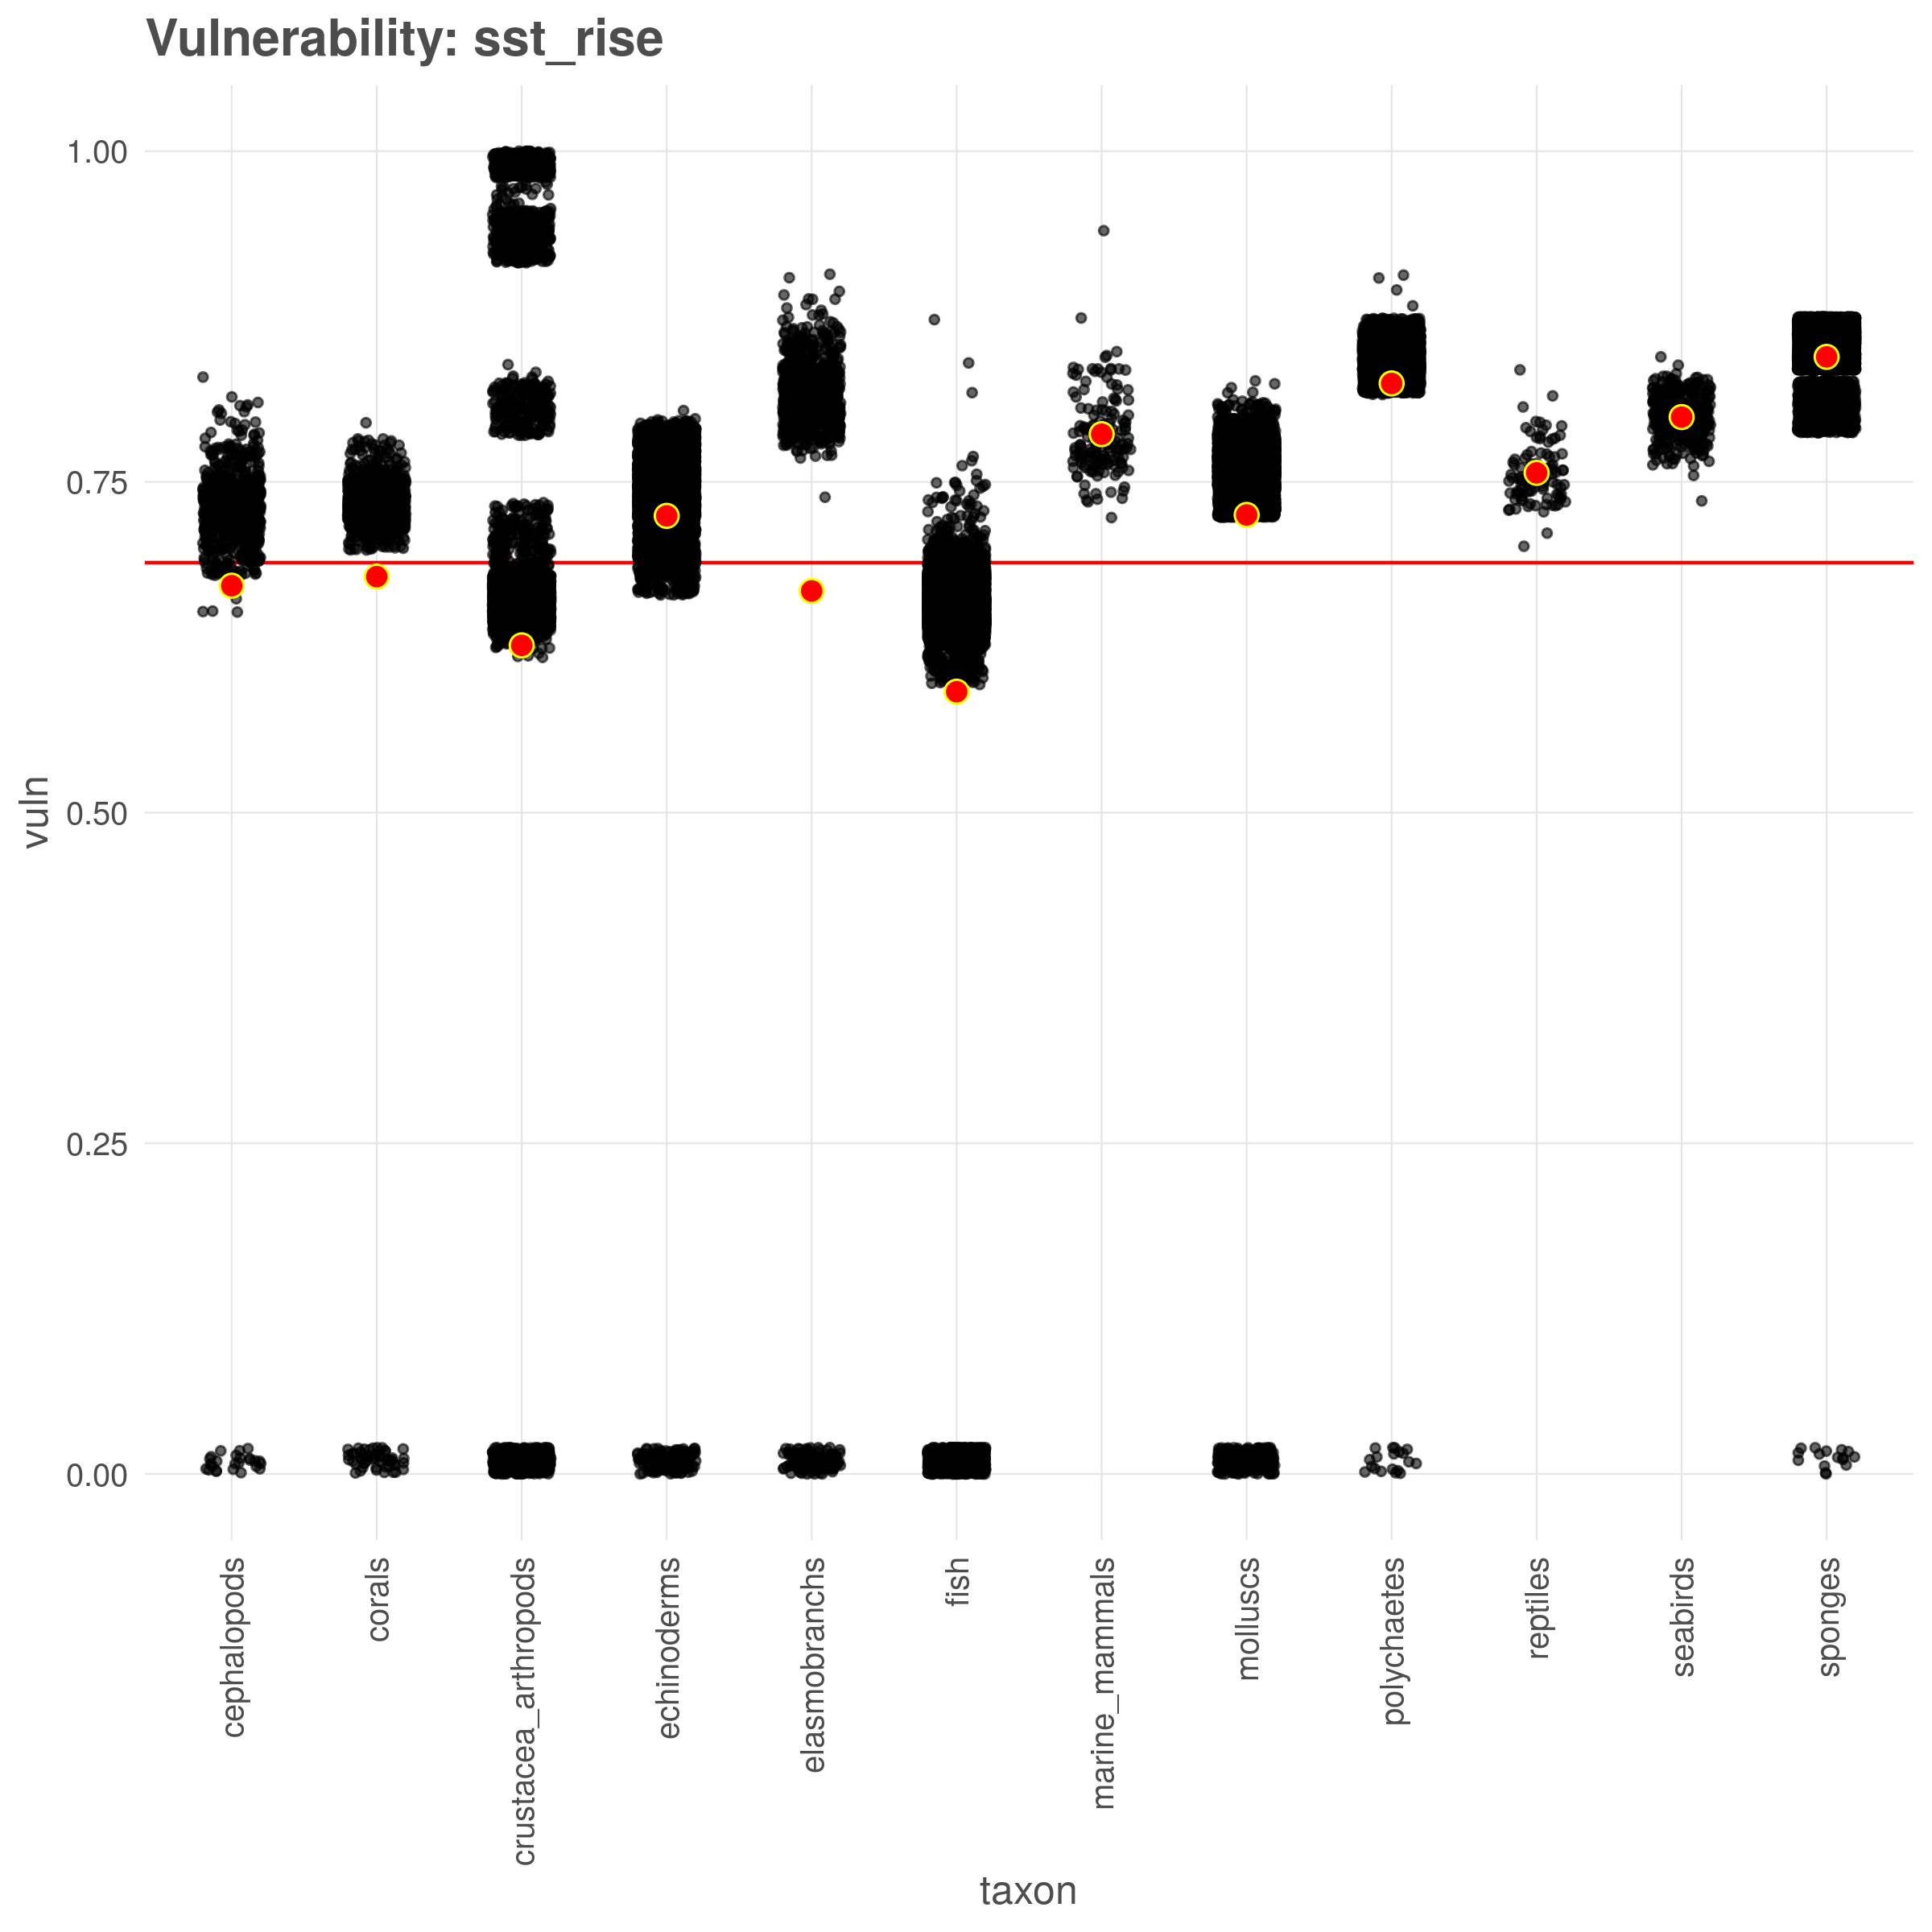 Vulnerability: sst_rise
vuln
1.00
0.75
0.50
0.25
0.00
cephalopods
corals
crustacea_arthropods
echinoderms
elasmobranchs
fish
marine_mammals
molluscs
polychaetes
reptiles
seabirds
sponges
taxon